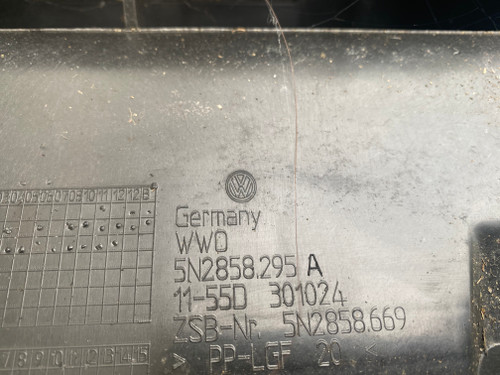 VW
Germany
WWO
5N2858.295 A
11-55D 301024
ZSB-Nr. 5N2858.669
> PP-LGF 20 <